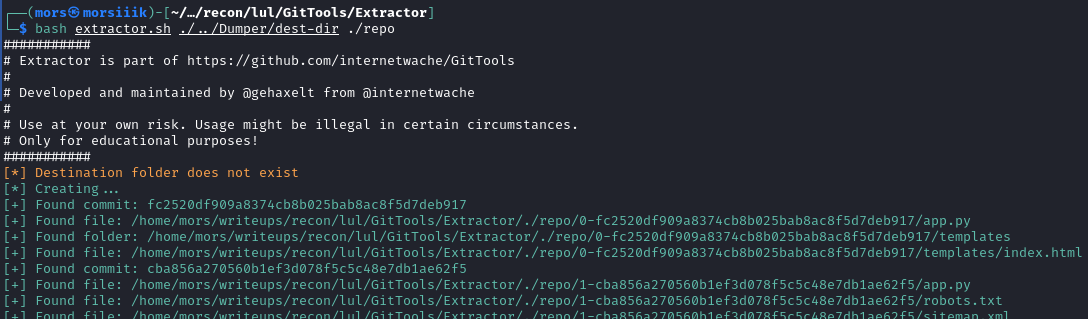 ┌──(mors㉿morsiiik)-[~/…/recon/lul/GitTools/Extractor]
└─$ bash extractor.sh ./../Dumper/dest-dir ./repo
###########
# Extractor is part of https://github.com/internetwache/GitTools
#
# Developed and maintained by @gehaxelt from @internetwache
#
# Use at your own risk. Usage might be illegal in certain circumstances.
# Only for educational purposes!
###########
[*] Destination folder does not exist
[*] Creating...
[+] Found commit: fc2520df909a8374cb8b025bab8ac8f5d7deb917
[+] Found file: /home/mors/writeups/recon/lul/GitTools/Extractor/./repo/0-fc2520df909a8374cb8b025bab8ac8f5d7deb917/app.py
[+] Found folder: /home/mors/writeups/recon/lul/GitTools/Extractor/./repo/0-fc2520df909a8374cb8b025bab8ac8f5d7deb917/templates
[+] Found file: /home/mors/writeups/recon/lul/GitTools/Extractor/./repo/0-fc2520df909a8374cb8b025bab8ac8f5d7deb917/templates/index.html
[+] Found commit: cba856a270560b1ef3d078f5c5c48e7db1ae62f5
[+] Found file: /home/mors/writeups/recon/lul/GitTools/Extractor/./repo/1-cba856a270560b1ef3d078f5c5c48e7db1ae62f5/app.py
[+] Found file: /home/mors/writeups/recon/lul/GitTools/Extractor/./repo/1-cba856a270560b1ef3d078f5c5c48e7db1ae62f5/robots.txt
[+] Found file: /home/mors/writeups/recon/lul/GitTools/Extractor/./repo/1-cba856a270560b1ef3d078f5c5c48e7db1ae62f5/sitemap.xml